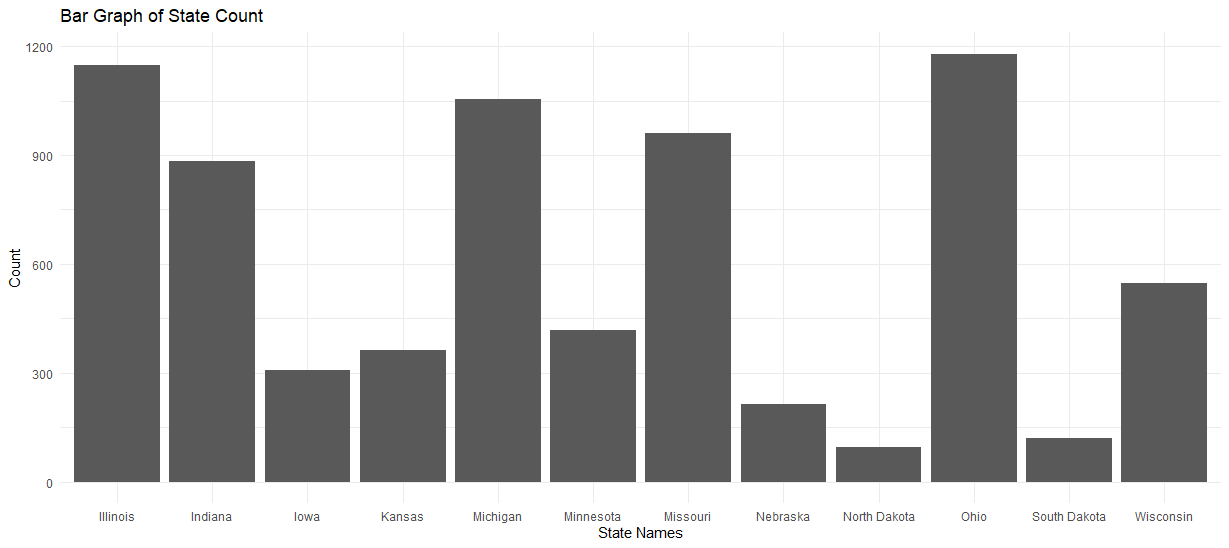 Bar Graph of State Count
1200
900
600
300
0
Count
Illinois Indiana Iowa Kansas Michigan Minnesota Missouri Nebraska North Dakota Ohio South Dakota Wisconsin
State Names